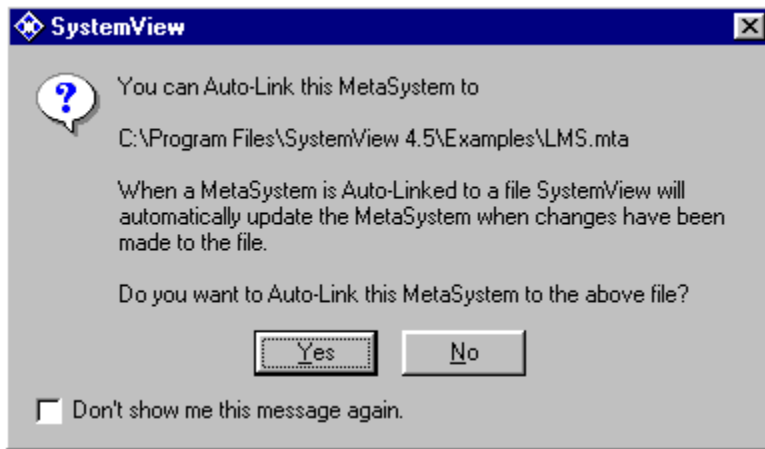 SystemView
You can Auto-Link this MetaSystem to
C:\Program Files\SystemView 4.5\Examples\LMS.mta
When a MetaSystem is Auto-Linked to a file SystemView will
automatically update the MetaSystem when changes have been
made to the file.
Do you want to Auto-Link this MetaSystem to the above file?
Yes No
Don't show me this message again.